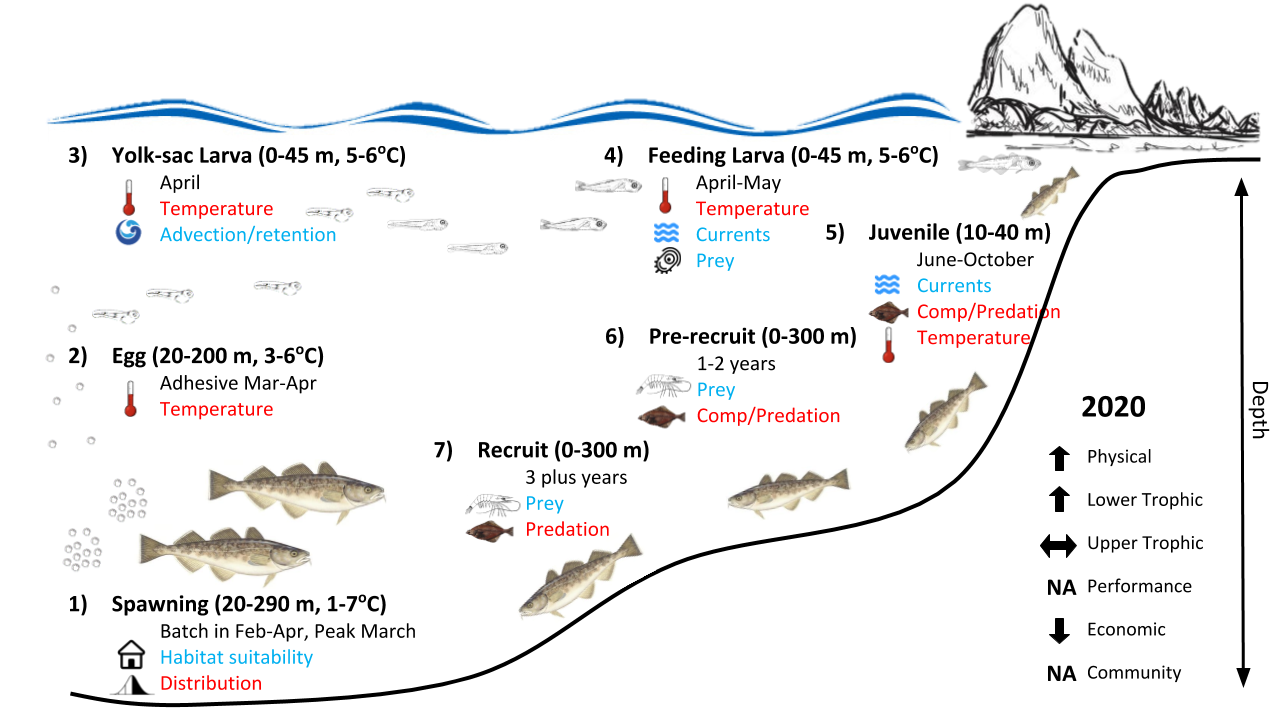 3) Yolk-sac Larva (0-45 m, 5-6°C)
April
Temperature
Advection/retention
4) Feeding Larva (0-45 m, 5-6°C)
April-May
Temperature
Currents
Prey
5) Juvenile (10-40 m)
June-October
Currents
Comp/Predation
Temperature
2) Egg (20-200 m, 3-6°C)
Adhesive Mar-Apr
Temperature
6) Pre-recruit (0-300 m)
1-2 years
Prey
Comp/Predation
7) Recruit (0-300 m)
3 plus years
Prey
Predation
1) Spawning (20-290 m, 1-7°C)
Batch in Feb-Apr, Peak March
Habitat suitability
Distribution
2020
Physical
Lower Trophic
Upper Trophic
NA Performance
Economic
NA Community
Depth